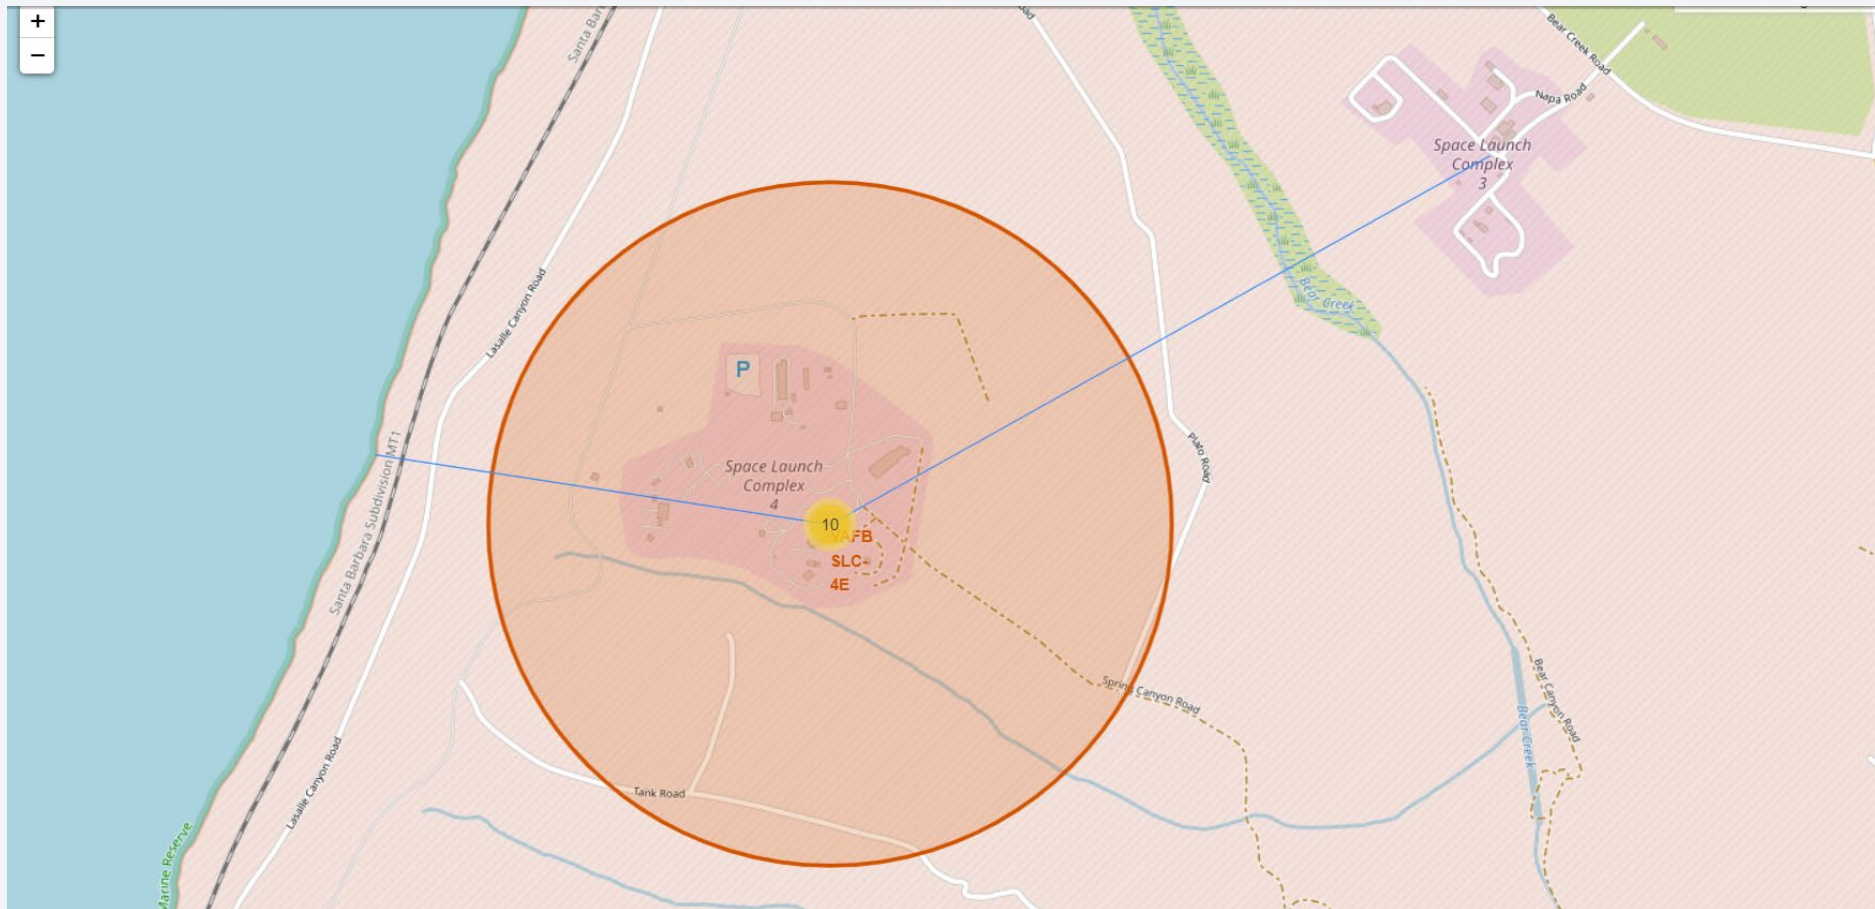 +
−
Santa Bar
oad
Bear Creek Road
Napa Road
Space Launch
Complex
3
Lasalle Canyon Road
Bear Creek
P
Plato Road
Santa Barbara Subdivision MT1
Space Launch
Complex
4
10
VAFB
SLC-
4E
Spring Canyon Road
Bear Canyon Road
Bear Creek
Tank Road
Lasalle Canyon Road
Marine Reserve